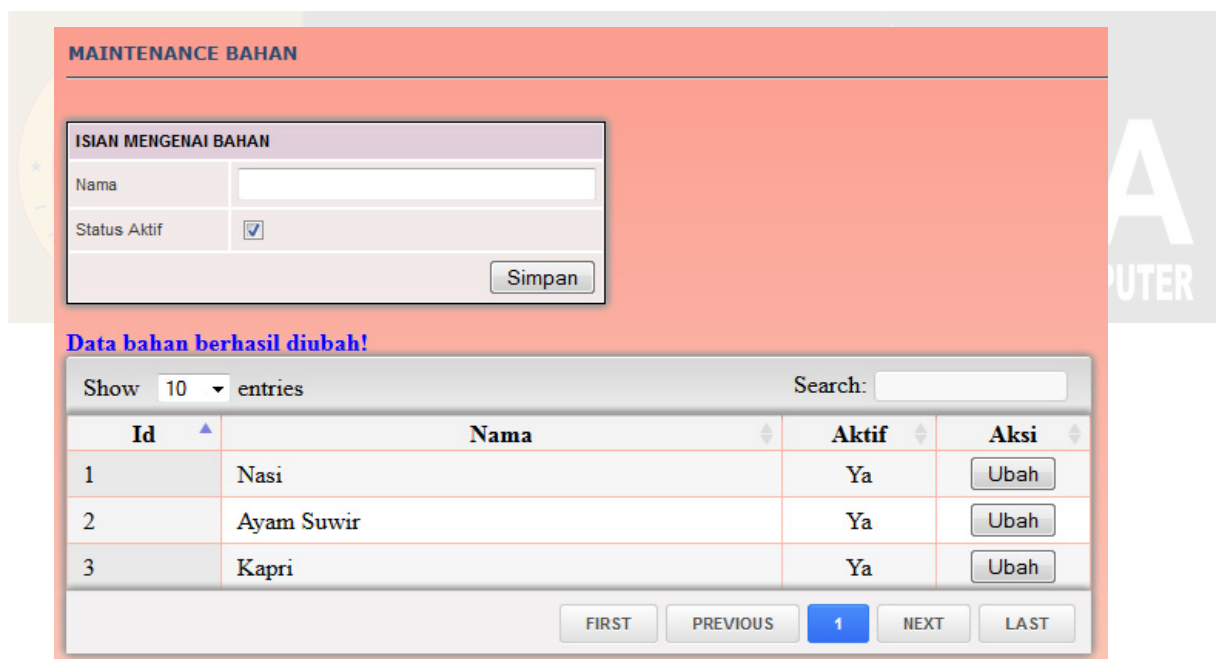 MAINTENANCE BAHAN
ISIAN MENGENAI BAHAN
Nama
Status Aktif
Simpan
A
PUTER
Data bahan berhasil diubah!
Show 10 entries Search:
Id Nama Aktif Aksi
1 Nasi Ya Ubah
2 Ayam Suwir Ya Ubah
3 Kapri Ya Ubah
FIRST PREVIOUS 1 NEXT LAST